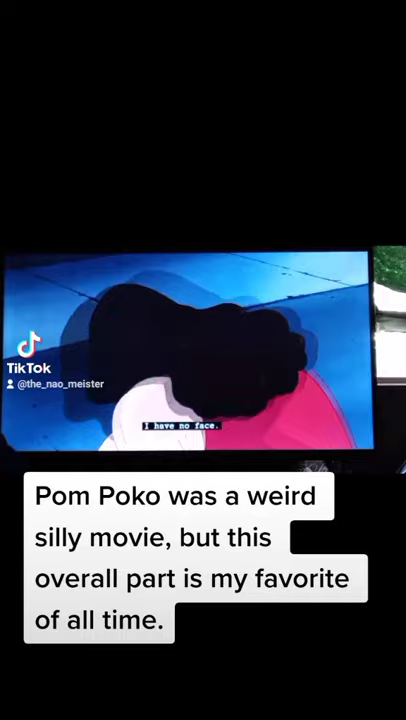 TikTok
@the_nao_meister
I have no face.
Pom Poko was a weird
silly movie, but this
overall part is my favorite
of all time.